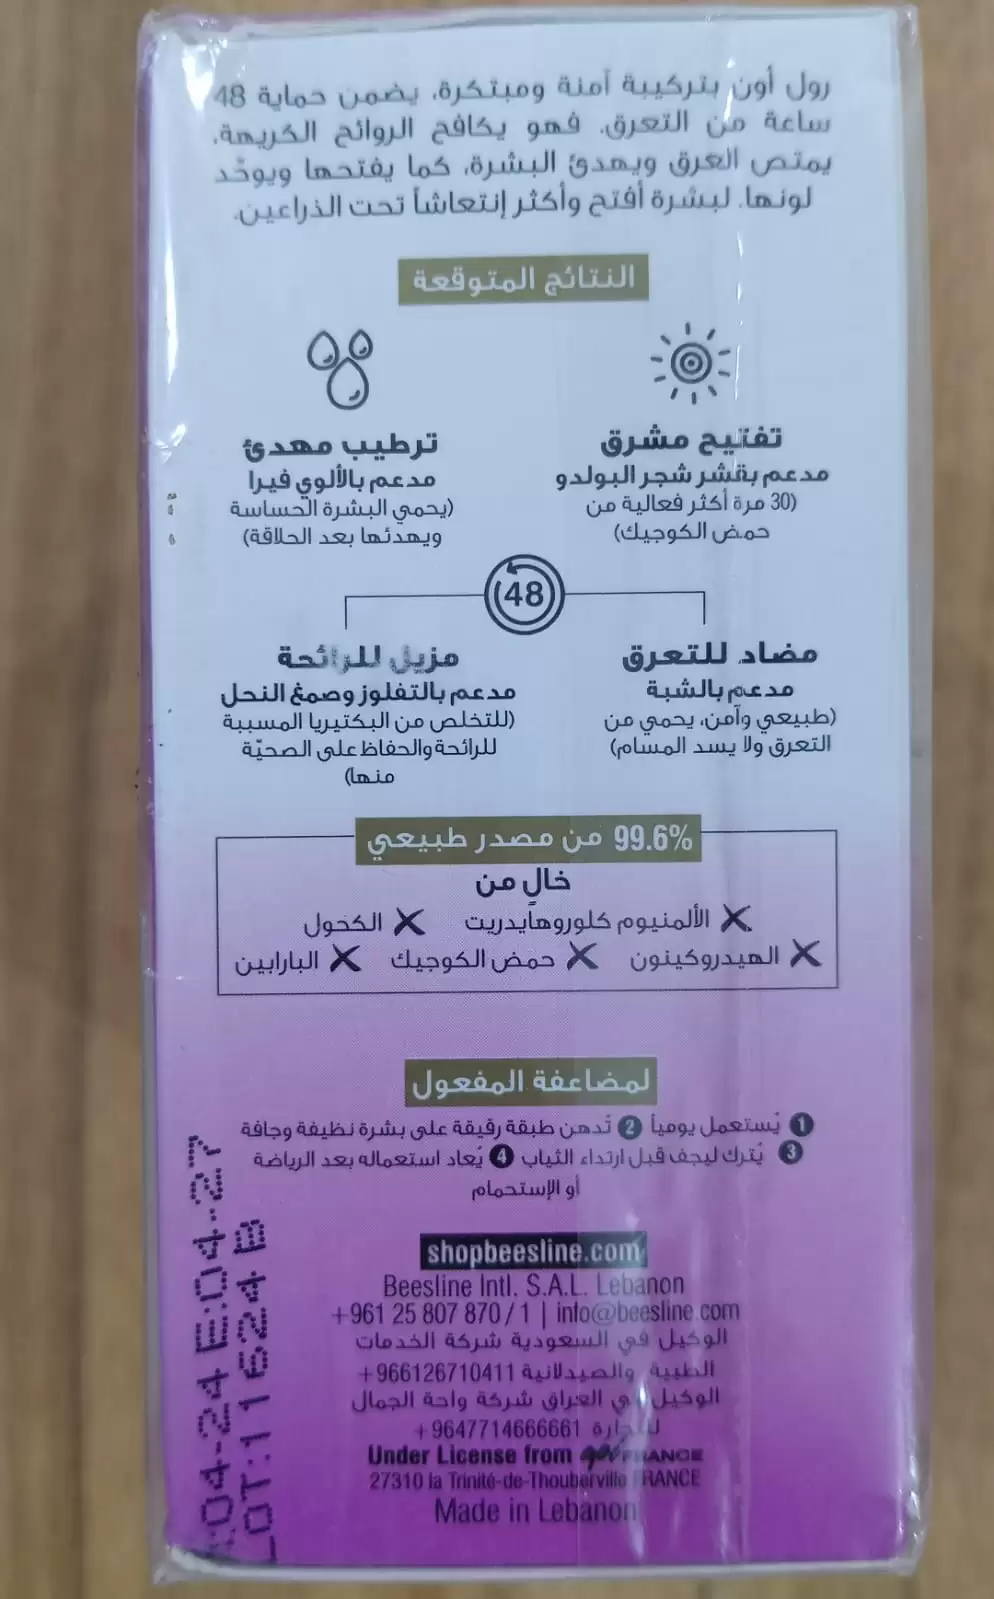 رول أون بتركيبة آمنة ومبتكرة، يضمن حماية 48
ساعة من التعرق. فهو يكافح الروائح الكريهة،
يمتص العرق ويهدئ البشرة، كما يفتحها ويوحّد
لونها. لبشرة أفتح وأكثر إنتعاشاً تحت الذراعين.
النتائج المتوقعة
تفتيح مشرق
مدعم بقشر شجر البولدو
(30 مرة أكثر فعالية من
حمض الكوجيك)
ترطيب مهدئ
مدعم بالألوي فيرا
(يحمي البشرة الحساسة
ويهدئها بعد الحلاقة)
48
مضاد للتعرق
مدعم بالشبة
(طبيعي وآمن، يحمي من
التعرق ولا يسد المسام)
مزيل للرائحة
مدعم بالتفلوز وصمغ النحل
(للتخلص من البكتيريا المسببة
للرائحة والحفاظ على الصحيّة
منها)
99.6% من مصدر طبيعي
خالٍ من
الألمنيوم كلوروهايدريت الكحول
الهيدروكينون حمض الكوجيك البارابين
لمضاعفة المفعول
1 يُستعمل يومياً 2 تُدهن طبقة رقيقة على بشرة نظيفة وجافة
3 يُترك ليجف قبل ارتداء الثياب 4 يُعاد استعماله بعد الرياضة
أو الإستحمام
shopbeesline.com
Beesline Intl. S.A.L. Lebanon
+961 25 807 870 / 1 | info@beesline.com
الوكيل في السعودية شركة الخدمات
الطبية والصيدلانية 966126710411+
الوكيل في العراق شركة واحة الجمال
للتجارة 9647714666661+
Under License from FRANCE
27310 la Trinité-de-Thouberville FRANCE
Made in Lebanon
:04-24 E:04-27
LOT:11624B